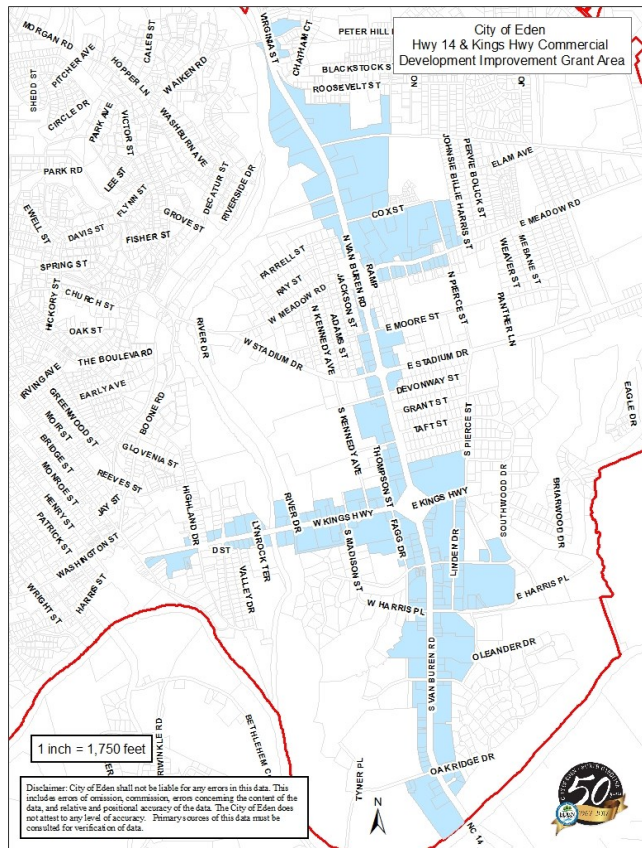 City of Eden
Hwy 14 & Kings Hwy Commercial
Development Improvement Grant Area
MORGAN RD
PITCHER AVE
SHEDD ST
CALEB ST
HOPPER LN
WAIKEN RD
CIRCLE DR
PARK AVE
VICTOR ST
WASHBURN AVE
PARK RD
LEE ST
FLYNN ST
DECATUR ST
RIVERSIDE DR
GROVE ST
EWELL ST
DAVIS ST
FISHER ST
SPRING ST
HICKORY ST
CHURCH ST
OAK ST
THE BOULEVARD
IRVING AVE
EARLY AVE
GREENWOOD ST
MOIR ST
BRIDGE ST
MONROE ST
HENRY ST
PATRICK ST
BOONE RD
GLOVENIA ST
REEVES ST
JAY ST
WASHINGTON ST
HARRIS ST
WRIGHT ST
VIRGINIA ST
CHATHAM CT
PETER HILL
BLACKSTOCK ST
ROOSEVELT ST
JOHNSIE BILLIE HARRIS ST
PERVIE BOLICK ST
ELAM AVE
COX ST
E MEADOW RD
WEAVER ST
MEBANE ST
PANTHER LN
N PIERCE ST
N VAN BUREN RD
RAMP
JACKSON ST
ADAMS ST
N KENNEDY AVE
FARRELL ST
RAY ST
W MEADOW RD
RIVER DR
W STADIUM DR
E MOORE ST
E STADIUM DR
DEVONWAY ST
GRANT ST
TAFT ST
S PIERCE ST
EAGLE DR
S KENNEDY AVE
THOMPSON ST
SOUTHWOOD DR
BRIARWOOD DR
HIGHLAND DR
LYNROCK TER
RIVER DR
W KINGS HWY
E KINGS HWY
FAGG DR
LINDEN DR
D ST
VALLEY DR
S MADISON ST
W HARRIS PL
E HARRIS PL
OLEANDER DR
S VAN BUREN RD
OAKRIDGE DR
TYNER PL
NC 14
1 inch = 1,750 feet
Disclaimer: City of Eden shall not be liable for any errors in this data. This
includes errors of omission, commission, errors concerning the content of the
data, and relative and positional accuracy of the data. The City of Eden does
not attest to any level of accuracy. Primary sources of this data must be
consulted for verification of data.
N
50
EDEN